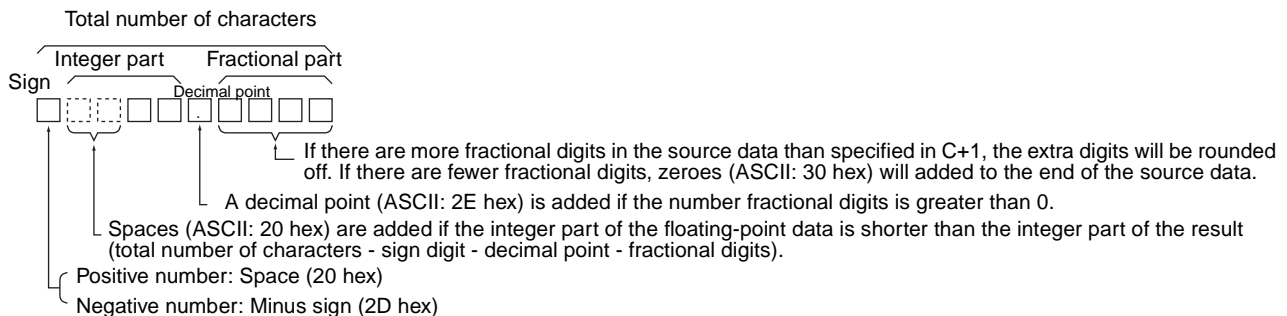 Total number of characters
Integer part Fractional part
Sign
Decimal point
.
If there are more fractional digits in the source data than specified in C+1, the extra digits will be rounded
off. If there are fewer fractional digits, zeroes (ASCII: 30 hex) will added to the end of the source data.
A decimal point (ASCII: 2E hex) is added if the number fractional digits is greater than 0.
Spaces (ASCII: 20 hex) are added if the integer part of the floating-point data is shorter than the integer part of the result
(total number of characters - sign digit - decimal point - fractional digits).
Positive number: Space (20 hex)
Negative number: Minus sign (2D hex)